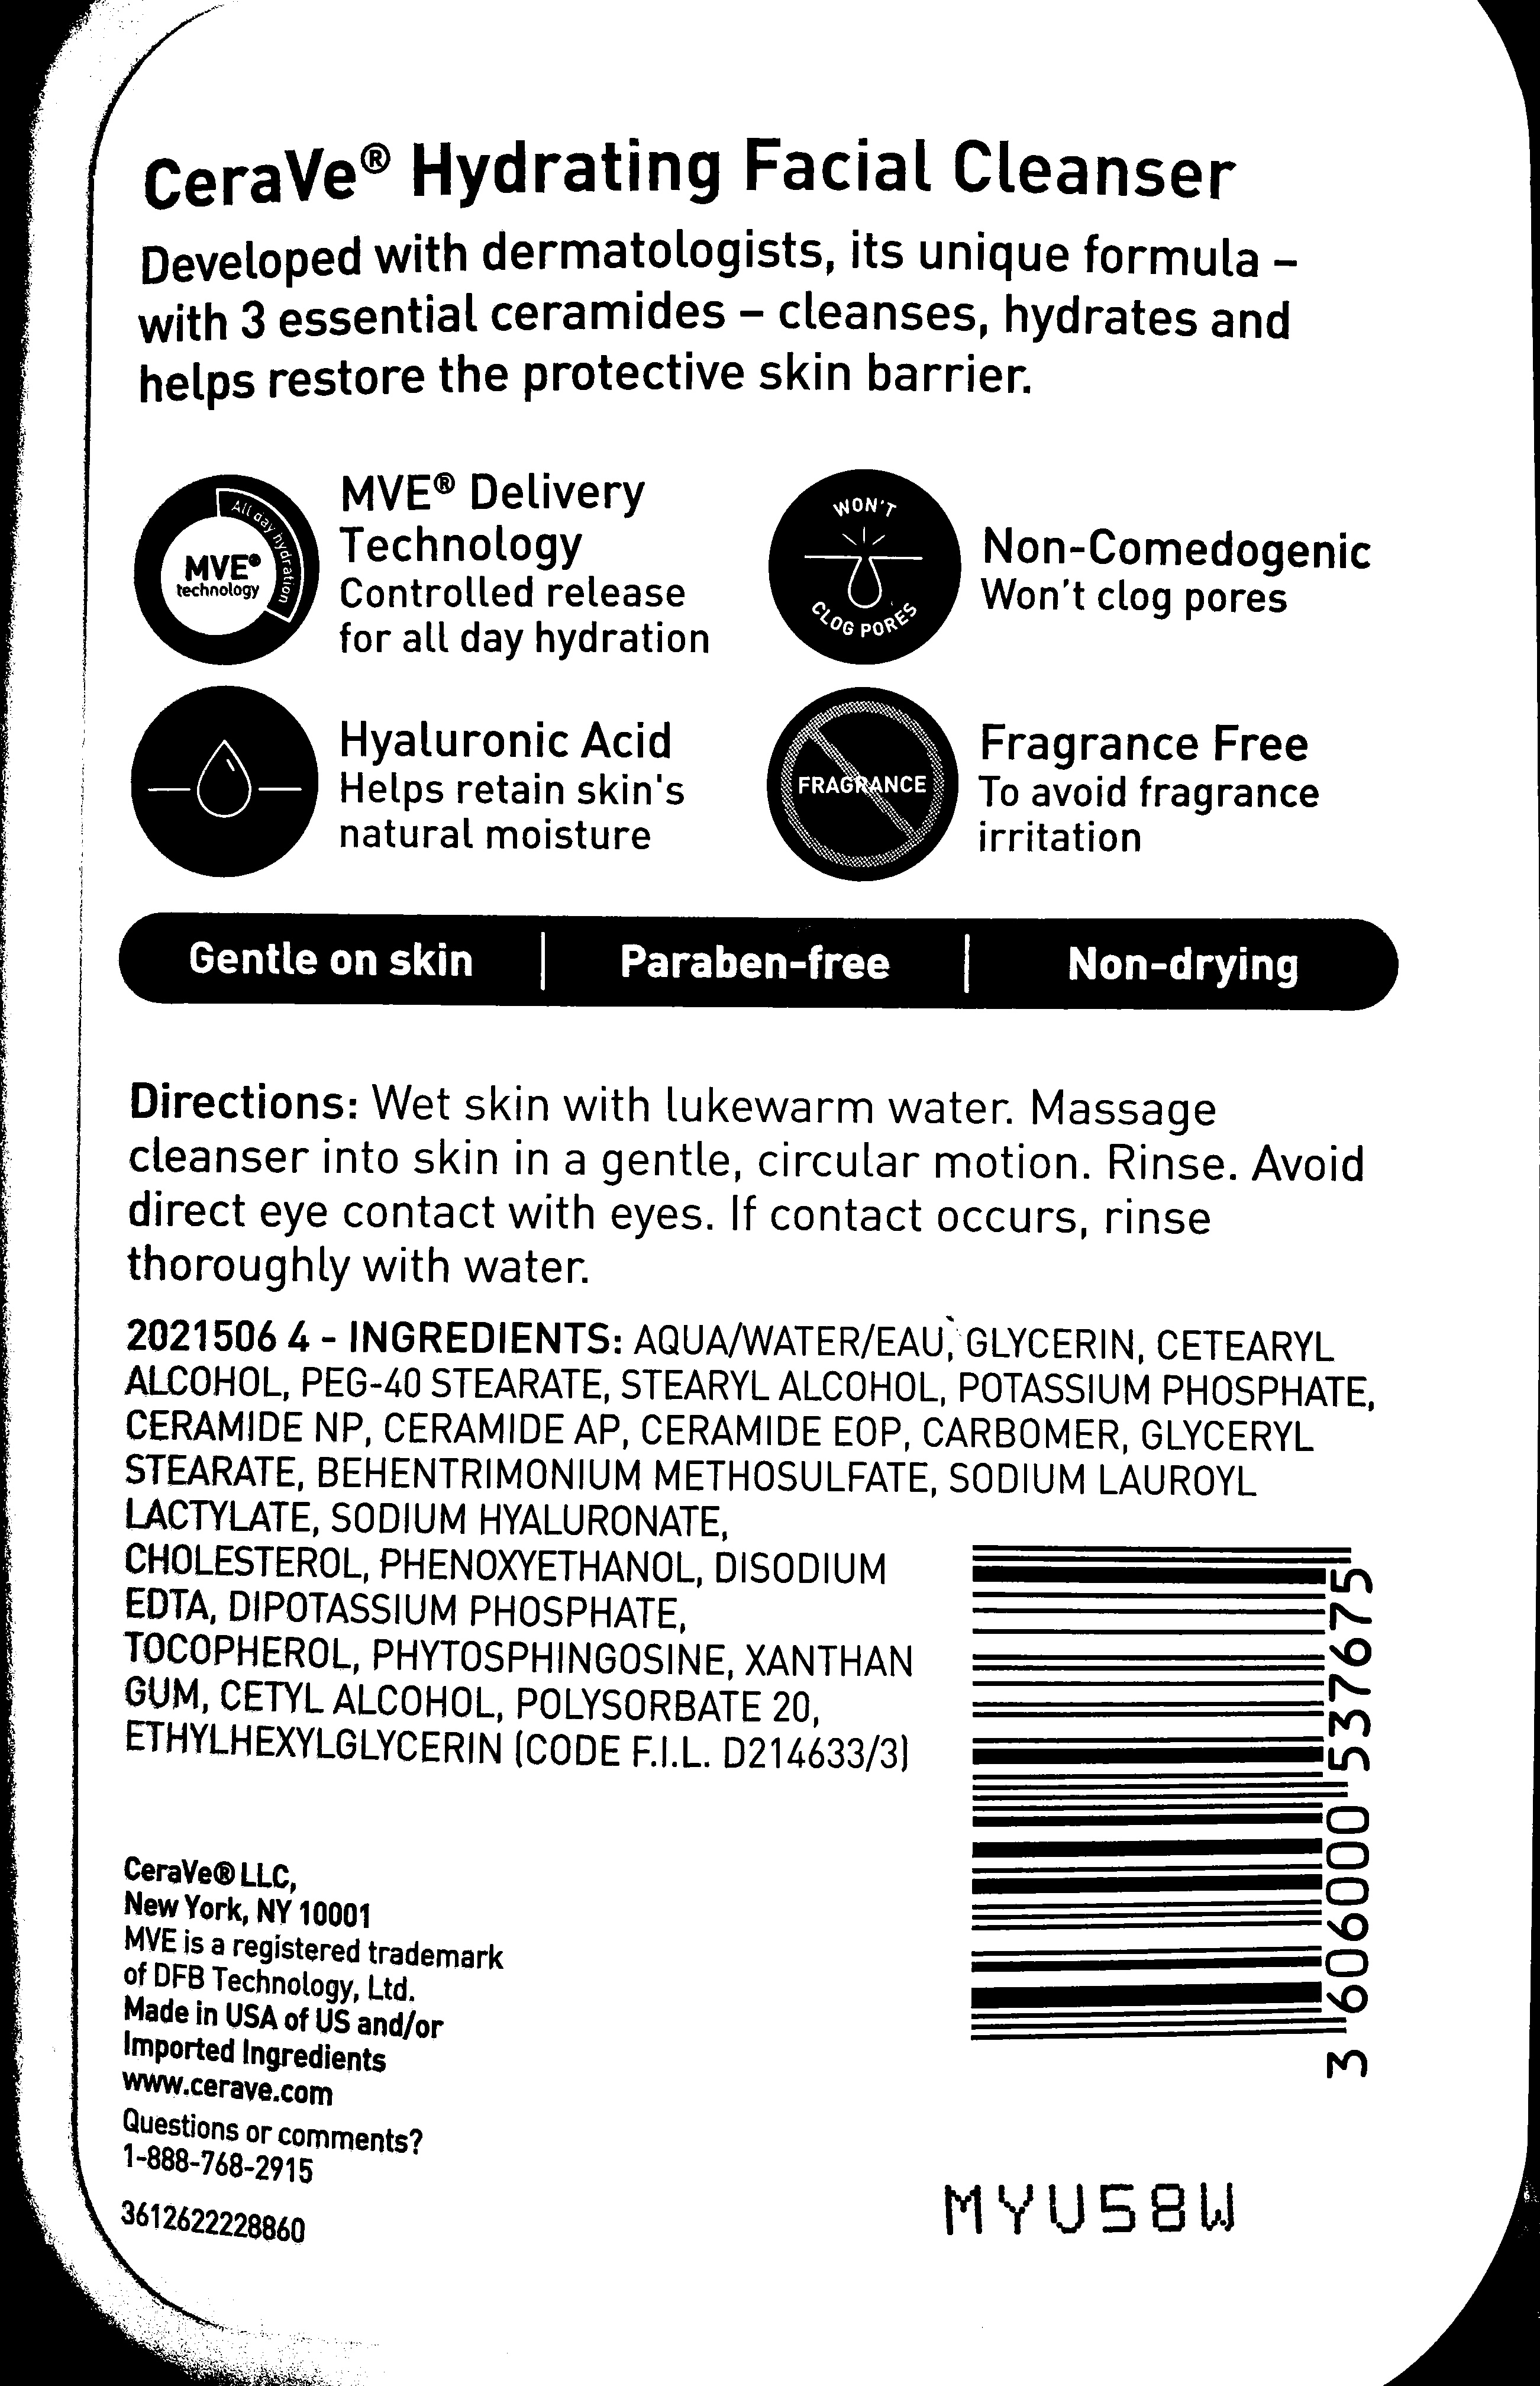 CeraVe® Hydrating Facial Cleanser
Developed with dermatologists, its unique formula –
with 3 essential ceramides – cleanses, hydrates and
helps restore the protective skin barrier.
All day hydration
MVE®
technology
MVE® Delivery
Technology
Controlled release
for all day hydration
WON'T
CLOG PORES
Non-Comedogenic
Won't clog pores
Hyaluronic Acid
Helps retain skin's
natural moisture
FRAGRANCE
Fragrance Free
To avoid fragrance
irritation
Gentle on skin | Paraben-free | Non-drying
Directions: Wet skin with lukewarm water. Massage
cleanser into skin in a gentle, circular motion. Rinse. Avoid
direct eye contact with eyes. If contact occurs, rinse
thoroughly with water.
2021506 4 - INGREDIENTS: AQUA/WATER/EAU, GLYCERIN, CETEARYL
ALCOHOL, PEG-40 STEARATE, STEARYL ALCOHOL, POTASSIUM PHOSPHATE,
CERAMIDE NP, CERAMIDE AP, CERAMIDE EOP, CARBOMER, GLYCERYL
STEARATE, BEHENTRIMONIUM METHOSULFATE, SODIUM LAUROYL
LACTYLATE, SODIUM HYALURONATE,
CHOLESTEROL, PHENOXYETHANOL, DISODIUM
EDTA, DIPOTASSIUM PHOSPHATE,
TOCOPHEROL, PHYTOSPHINGOSINE, XANTHAN
GUM, CETYL ALCOHOL, POLYSORBATE 20,
ETHYLHEXYLGLYCERIN (CODE F.I.L. D214633/3)
3 606000 537675
CeraVe® LLC,
New York, NY 10001
MVE is a registered trademark
of DFB Technology, Ltd.
Made in USA of US and/or
Imported Ingredients
www.cerave.com
Questions or comments?
1-888-768-2915
3612622228860
MYU58W